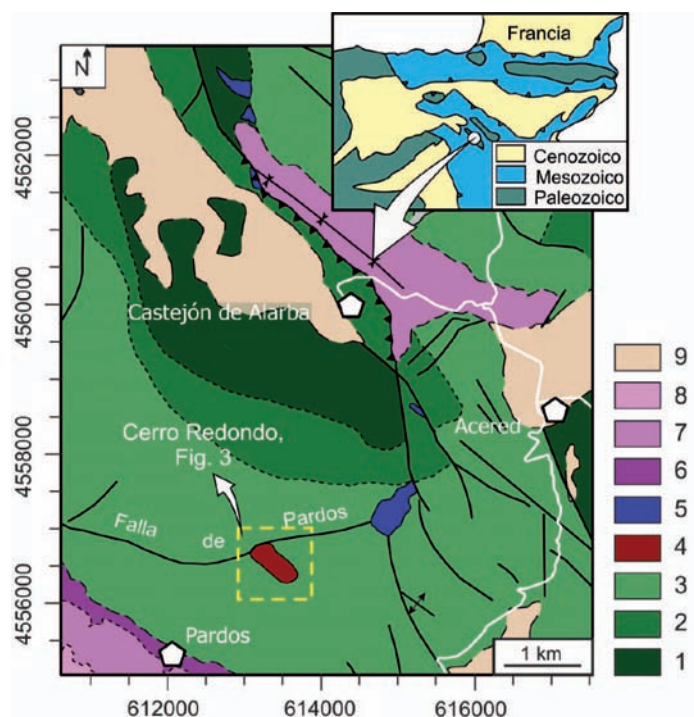 N
Francia
Cenozoico
Mesozoico
Paleozoico
4562000
4560000
4558000
4556000
Castejón de Alarba
Cerro Redondo,
Fig. 3
Acered
Falla de Pardos
Pardos
1 km
9
8
7
6
5
4
3
2
1
612000
614000
616000